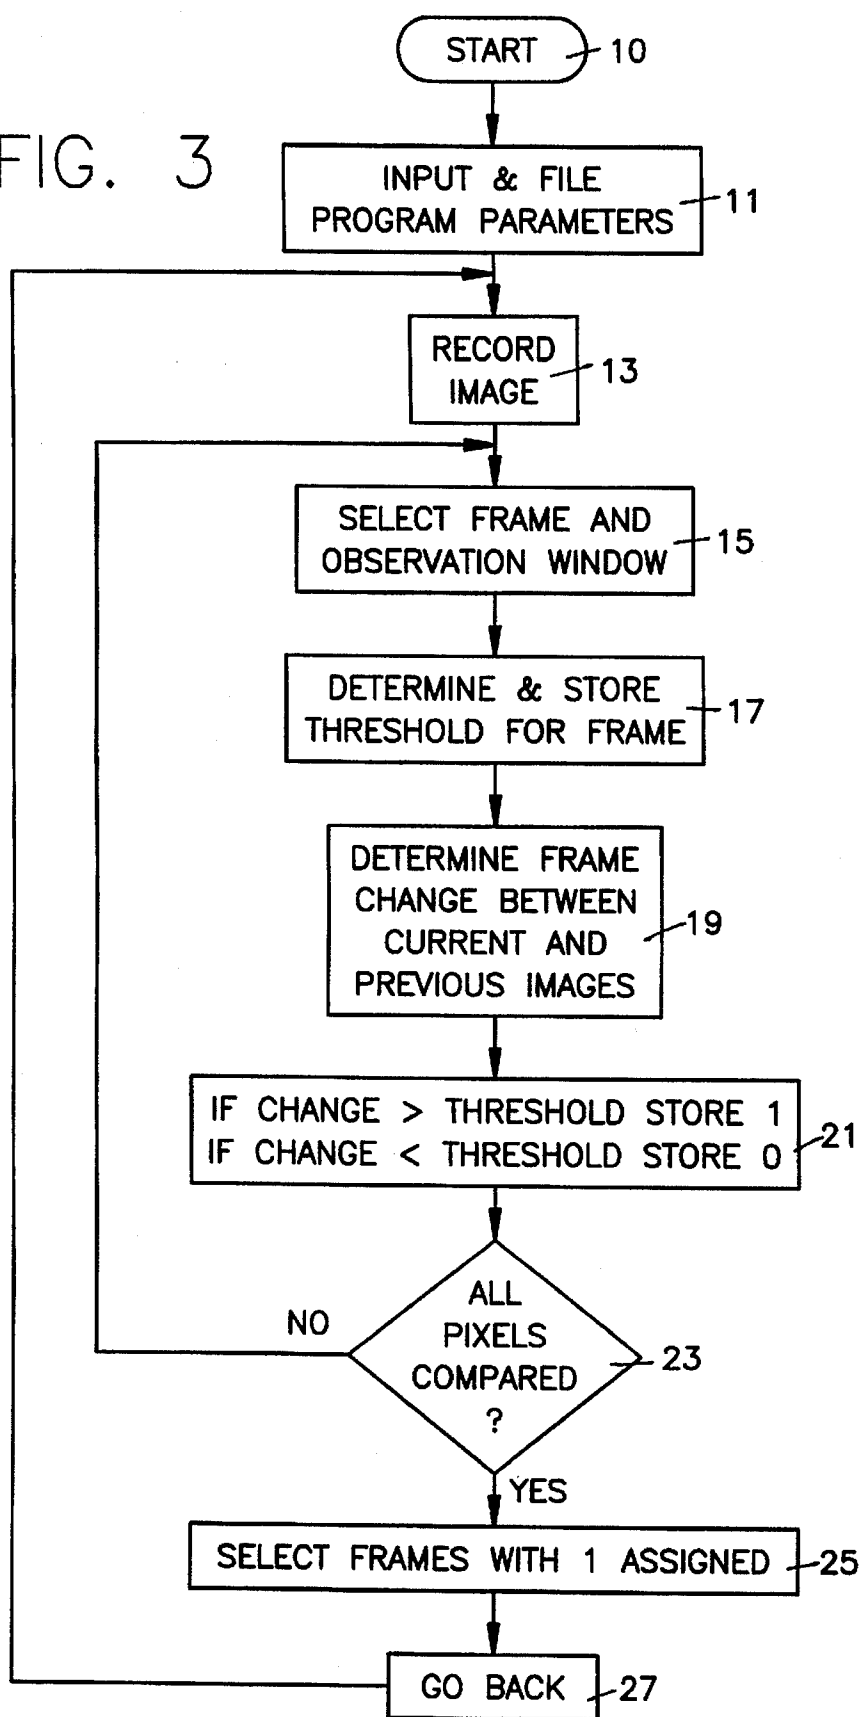 START 10
FIG. 3
INPUT & FILE
PROGRAM PARAMETERS 11
RECORD
IMAGE 13
SELECT FRAME AND
OBSERVATION WINDOW 15
DETERMINE & STORE
THRESHOLD FOR FRAME 17
DETERMINE FRAME
CHANGE BETWEEN
CURRENT AND
PREVIOUS IMAGES
19
IF CHANGE > THRESHOLD STORE 1
IF CHANGE < THRESHOLD STORE 0
21
ALL
PIXELS
COMPARED
?
23
NO
YES
SELECT FRAMES WITH 1 ASSIGNED 25
GO BACK 27